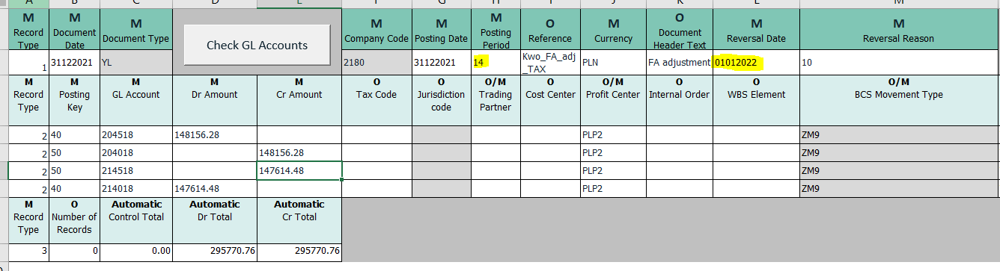 A B C D E F G H I J K L M
M M M M M M O M O M M
Record Type Document Date Document Type Check GL Accounts Company Code Posting Date Posting Period Reference Currency Document Header Text Reversal Date Reversal Reason
1 31122021 YL 2180 31122021 14 Kwo_FA_adj_TAX PLN FA adjustment 01012022 10
M M M M M O O O/M O O/M O O O/M
Record Type Posting Key GL Account Dr Amount Cr Amount Tax Code Jurisdiction code Trading Partner Cost Center Profit Center Internal Order WBS Element BCS Movement Type
2 40 204518 148156.28 PLP2 ZM9
2 50 204018 148156.28 PLP2 ZM9
2 50 214518 147614.48 PLP2 ZM9
2 40 214018 147614.48 PLP2 ZM9
M O Automatic Automatic Automatic
Record Type Number of Records Control Total Dr Total Cr Total
3 0 0.00 295770.76 295770.76